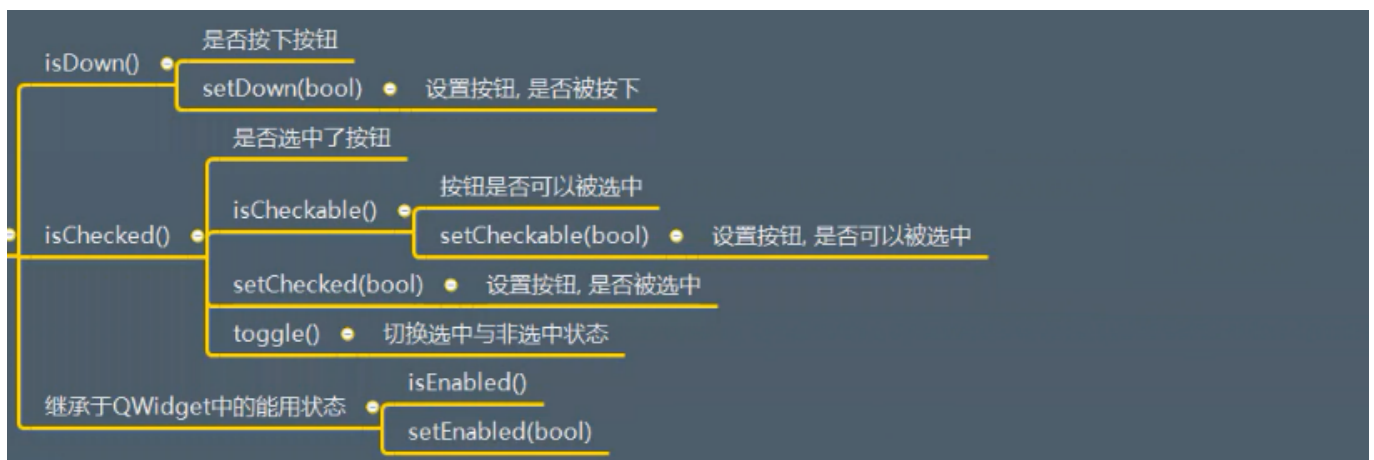 是否按下按钮
isDown()
setDown(bool) 设置按钮, 是否被按下
是否选中了按钮
按钮是否可以被选中
isCheckable()
isChecked() setCheckable(bool) 设置按钮, 是否可以被选中
setChecked(bool) 设置按钮, 是否被选中
toggle() 切换选中与非选中状态
isEnabled()
继承于QWidget中的能用状态
setEnabled(bool)